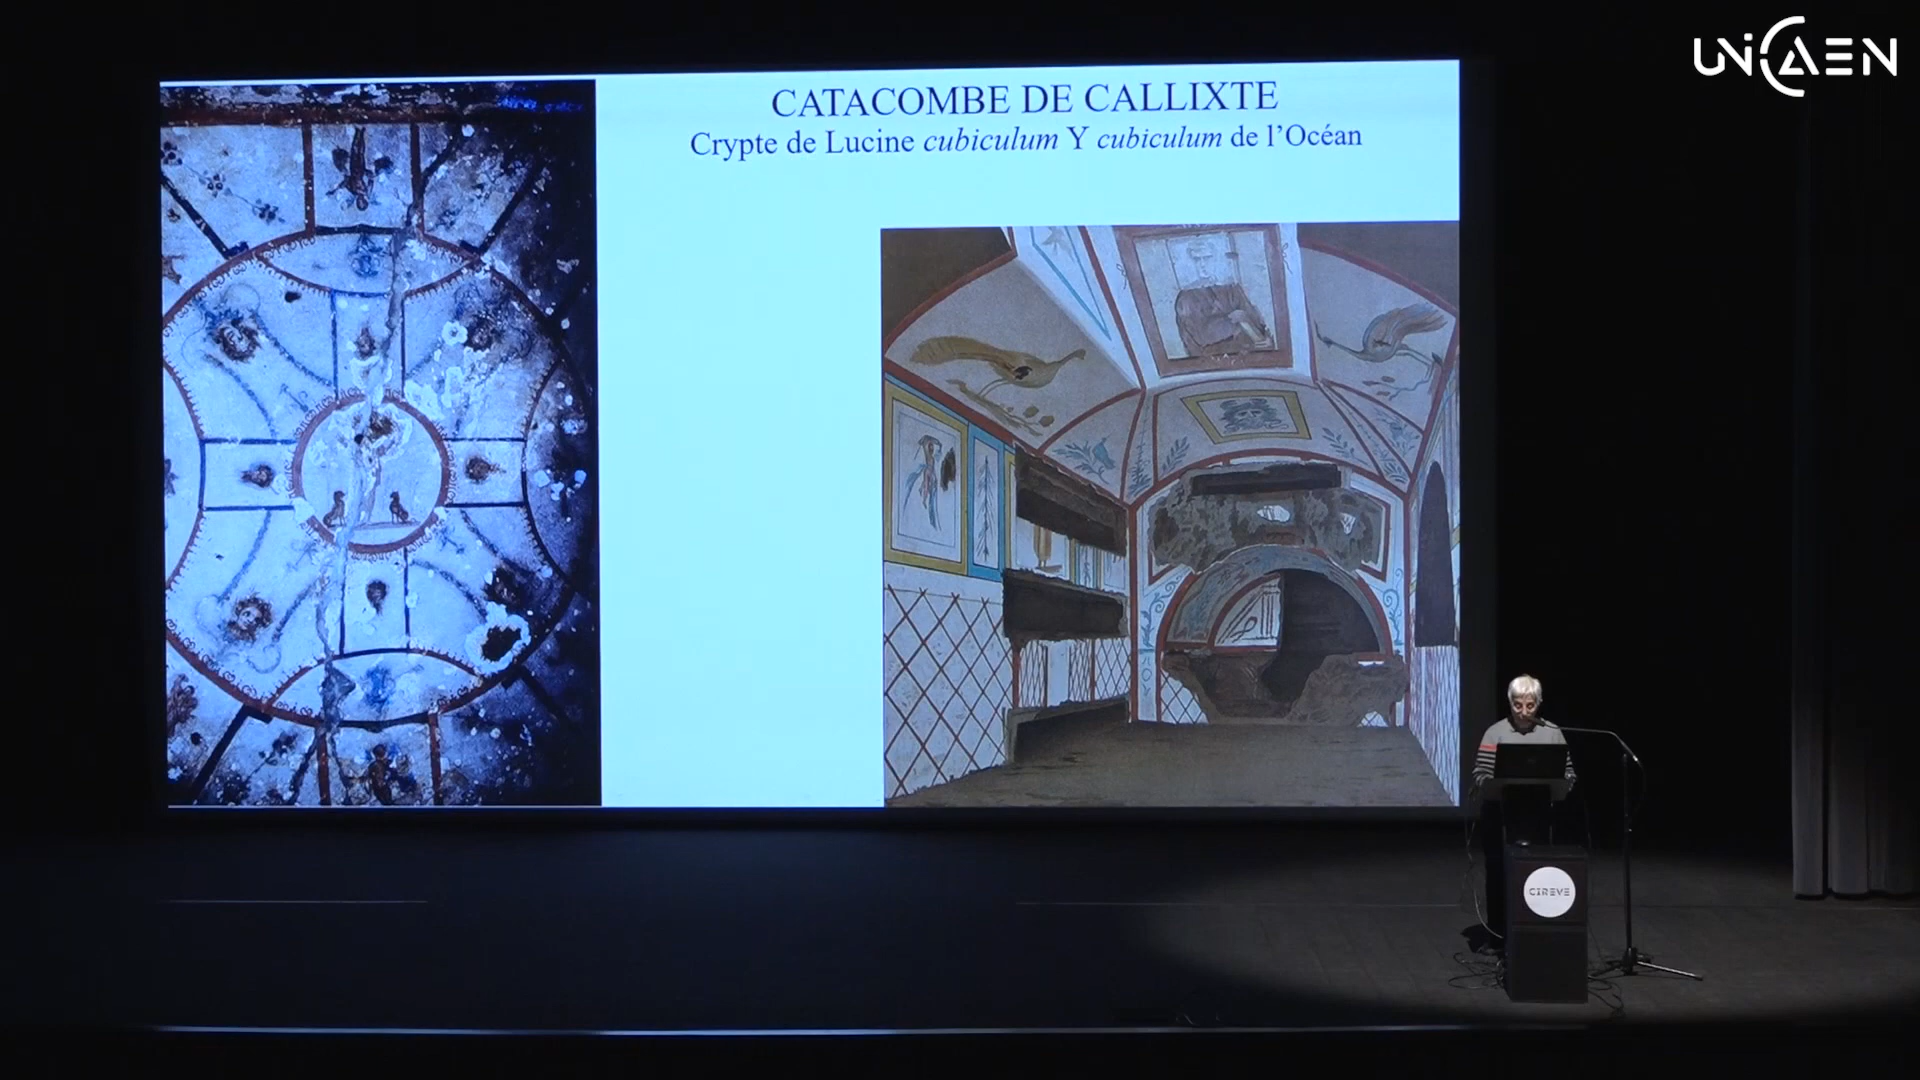 UNICAEN
CATACOMBE DE CALLIXTE
Crypte de Lucine cubiculum Y cubiculum de l’Océan
CIREVE